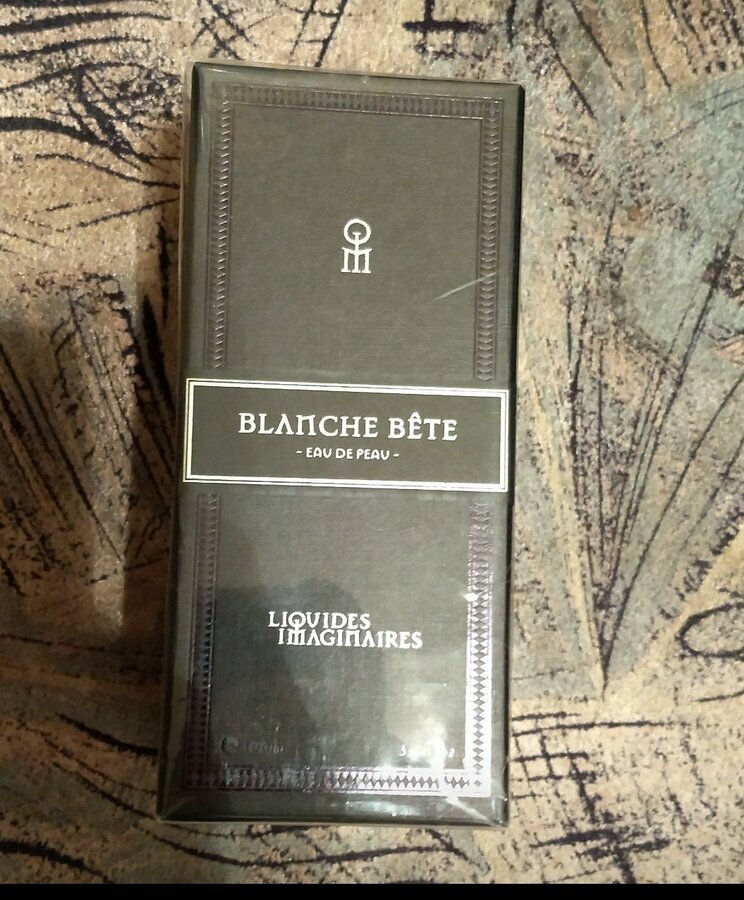 BLANCHE BÊTE
- EAU DE PEAU -
LIQUIDES
IMAGINAIRES